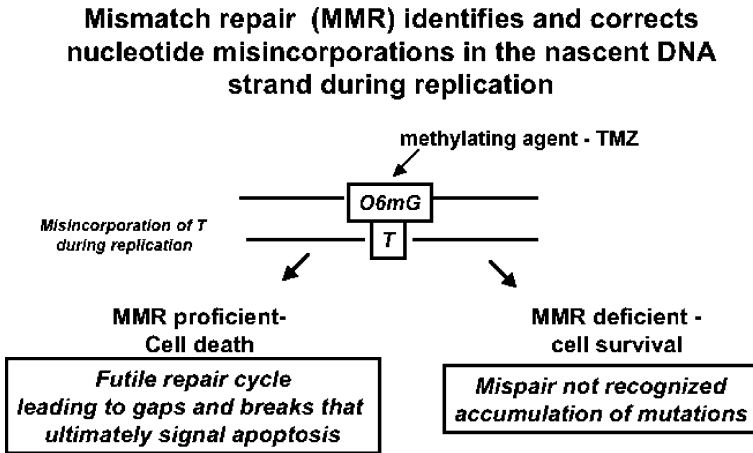 Mismatch repair (MMR) identifies and corrects
nucleotide misincorporations in the nascent DNA
strand during replication
methylating agent - TMZ
O6mG
Misincorporation of T
during replication
T
MMR proficient-
Cell death
Futile repair cycle
leading to gaps and breaks that
ultimately signal apoptosis
MMR deficient -
cell survival
Mispair not recognized
accumulation of mutations